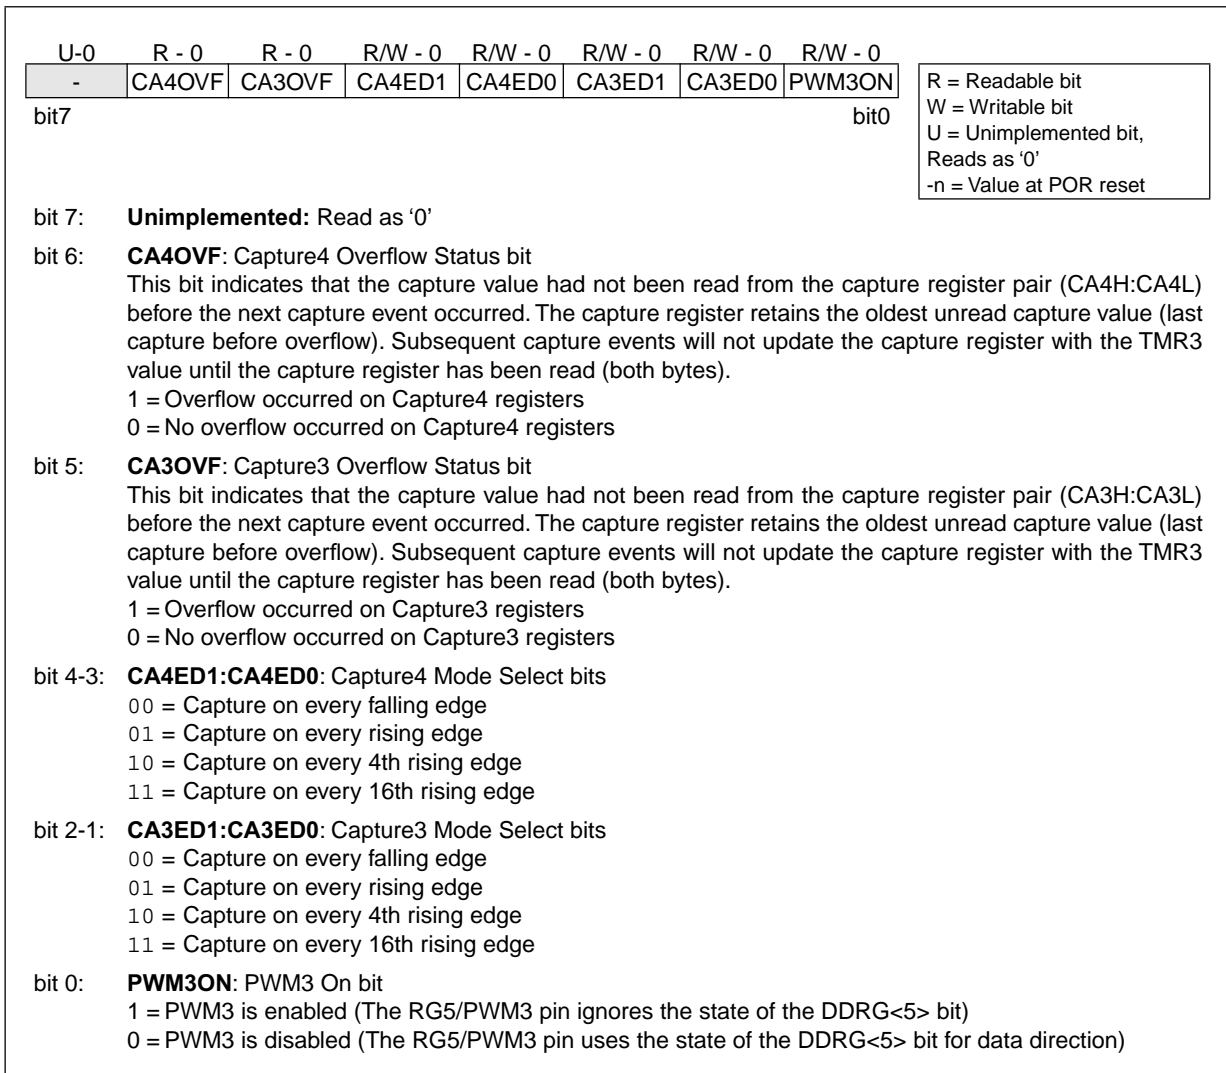 U-0 R - 0 R - 0 R/W - 0 R/W - 0 R/W - 0 R/W - 0 R/W - 0
- CA4OVF CA3OVF CA4ED1 CA4ED0 CA3ED1 CA3ED0 PWM3ON
bit7 bit0
R = Readable bit
W = Writable bit
U = Unimplemented bit,
Reads as ‘0’
-n = Value at POR reset
bit 7: Unimplemented: Read as ‘0’
bit 6: CA4OVF: Capture4 Overflow Status bit
This bit indicates that the capture value had not been read from the capture register pair (CA4H:CA4L)
before the next capture event occurred. The capture register retains the oldest unread capture value (last
capture before overflow). Subsequent capture events will not update the capture register with the TMR3
value until the capture register has been read (both bytes).
1 = Overflow occurred on Capture4 registers
0 = No overflow occurred on Capture4 registers
bit 5: CA3OVF: Capture3 Overflow Status bit
This bit indicates that the capture value had not been read from the capture register pair (CA3H:CA3L)
before the next capture event occurred. The capture register retains the oldest unread capture value (last
capture before overflow). Subsequent capture events will not update the capture register with the TMR3
value until the capture register has been read (both bytes).
1 = Overflow occurred on Capture3 registers
0 = No overflow occurred on Capture3 registers
bit 4-3: CA4ED1:CA4ED0: Capture4 Mode Select bits
00 = Capture on every falling edge
01 = Capture on every rising edge
10 = Capture on every 4th rising edge
11 = Capture on every 16th rising edge
bit 2-1: CA3ED1:CA3ED0: Capture3 Mode Select bits
00 = Capture on every falling edge
01 = Capture on every rising edge
10 = Capture on every 4th rising edge
11 = Capture on every 16th rising edge
bit 0: PWM3ON: PWM3 On bit
1 = PWM3 is enabled (The RG5/PWM3 pin ignores the state of the DDRG<5> bit)
0 = PWM3 is disabled (The RG5/PWM3 pin uses the state of the DDRG<5> bit for data direction)